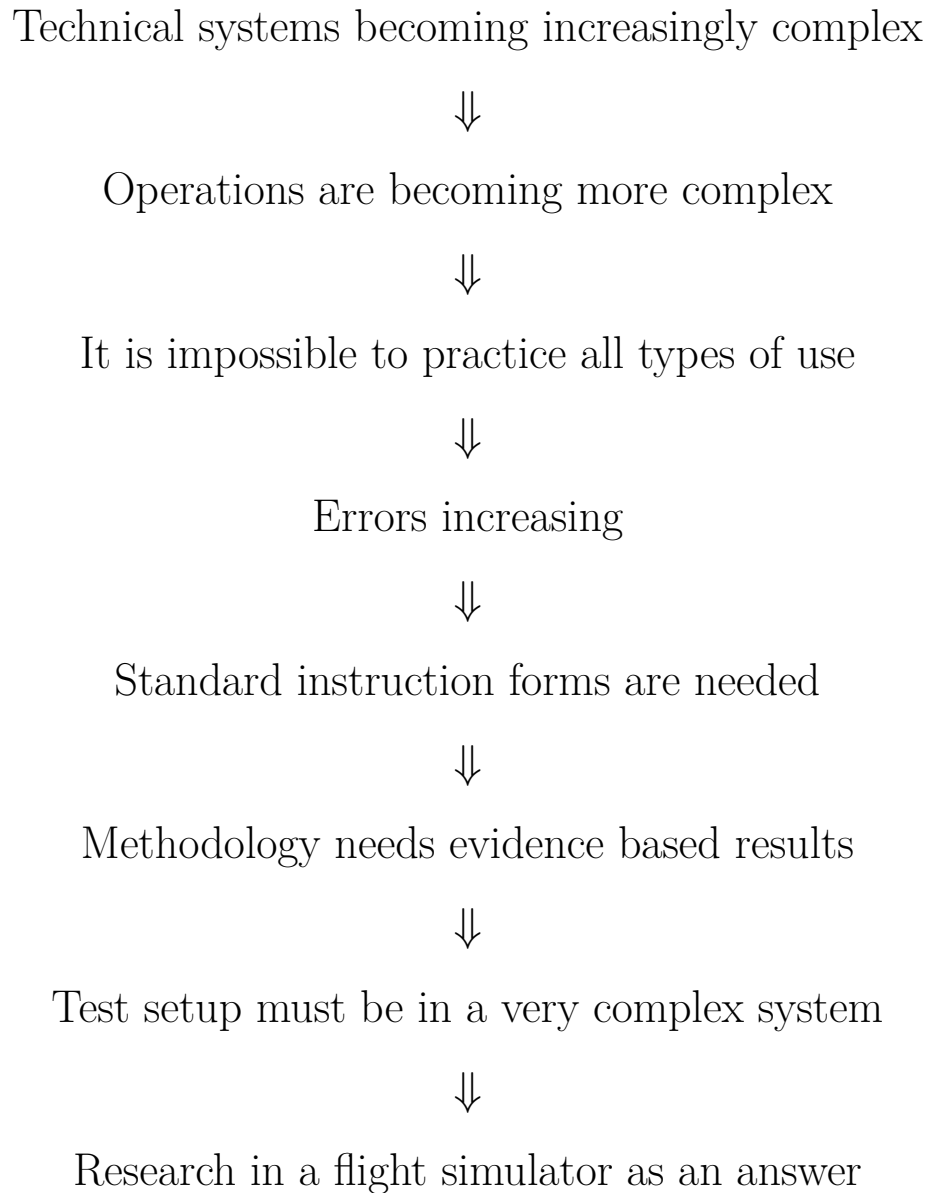 Technical systems becoming increasingly complex
⇓
Operations are becoming more complex
⇓
It is impossible to practice all types of use
⇓
Errors increasing
⇓
Standard instruction forms are needed
⇓
Methodology needs evidence based results
⇓
Test setup must be in a very complex system
⇓
Research in a flight simulator as an answer